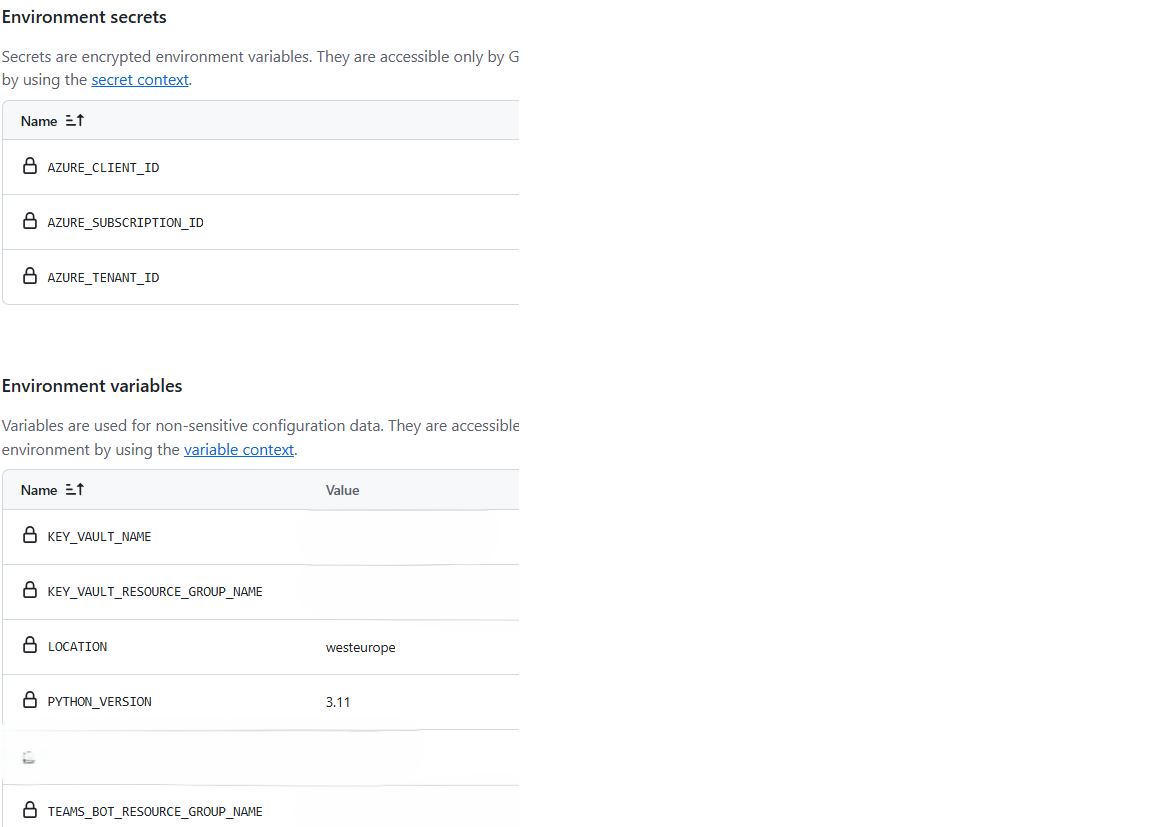 Environment secrets
Secrets are encrypted environment variables. They are accessible only by G
by using the secret context.
Name
AZURE_CLIENT_ID
AZURE_SUBSCRIPTION_ID
AZURE_TENANT_ID
Environment variables
Variables are used for non-sensitive configuration data. They are accessible
environment by using the variable context.
Name Value
KEY_VAULT_NAME
KEY_VAULT_RESOURCE_GROUP_NAME
LOCATION westeurope
PYTHON_VERSION 3.11
TEAMS_BOT_RESOURCE_GROUP_NAME